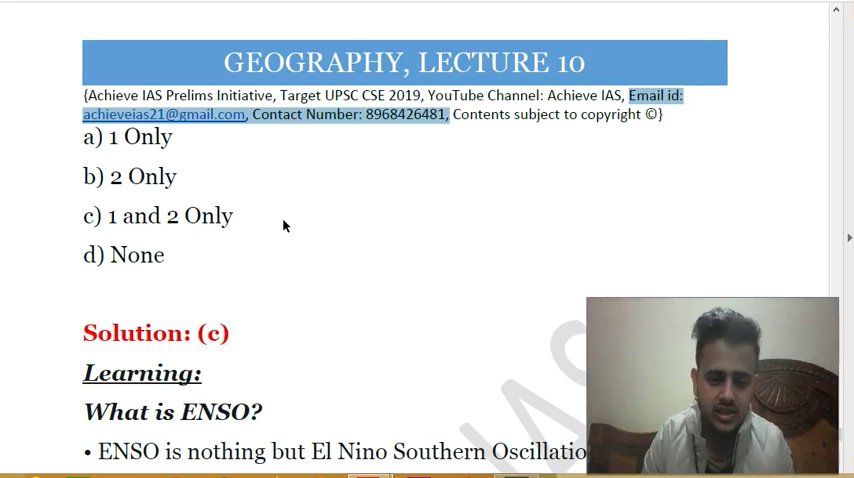 GEOGRAPHY, LECTURE 10
{Achieve IAS Prelims Initiative, Target UPSC CSE 2019, YouTube Channel: Achieve IAS, Email id:
achieveias21@gmail.com, Contact Number: 8968426481, Contents subject to copyright ©}
a) 1 Only
b) 2 Only
c) 1 and 2 Only
d) None
Solution: (c)
Learning:
What is ENSO?
• ENSO is nothing but El Nino Southern Oscillatio
IAS